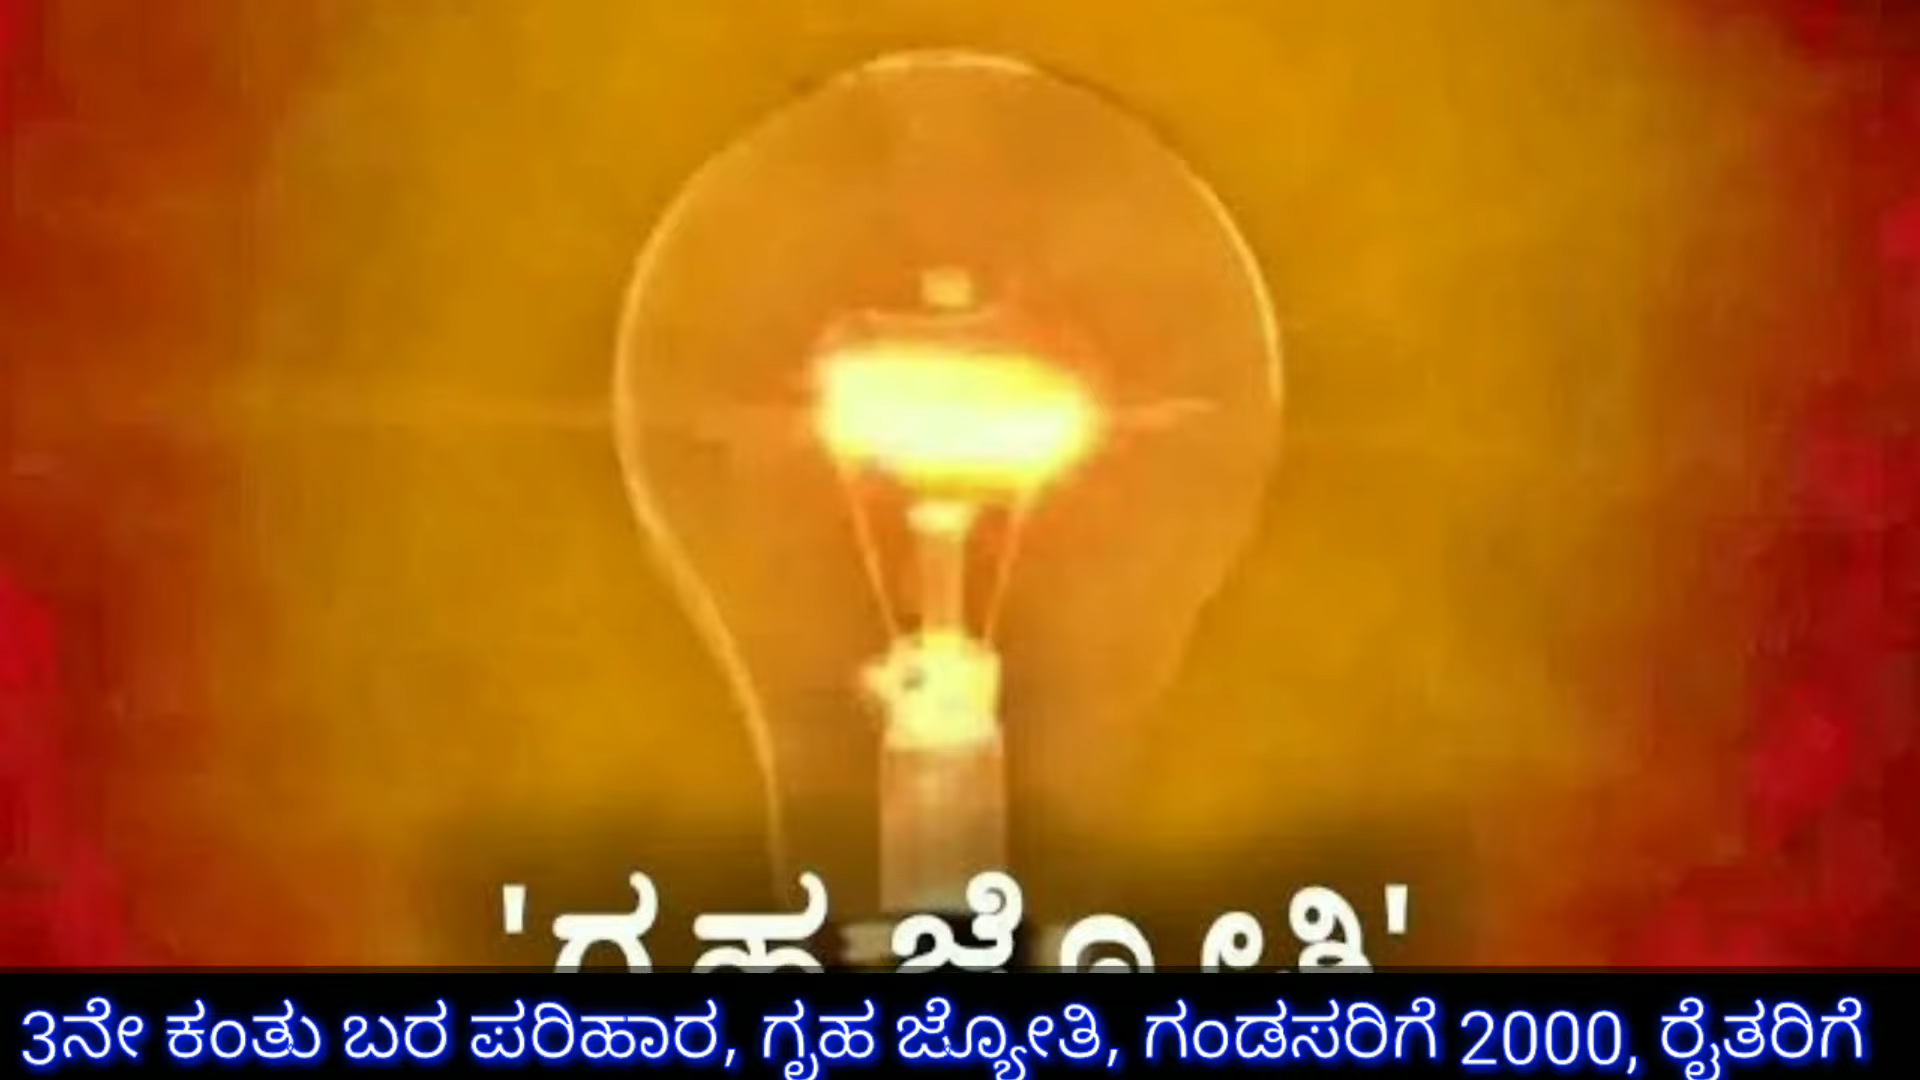 'ಗೃಹ ಜ್ಯೋತಿ'
3ನೇ ಕಂತು ಬರ ಪರಿಹಾರ, ಗೃಹ ಜ್ಯೋತಿ, ಗಂಡಸರಿಗೆ 2000, ರೈತರಿಗೆ